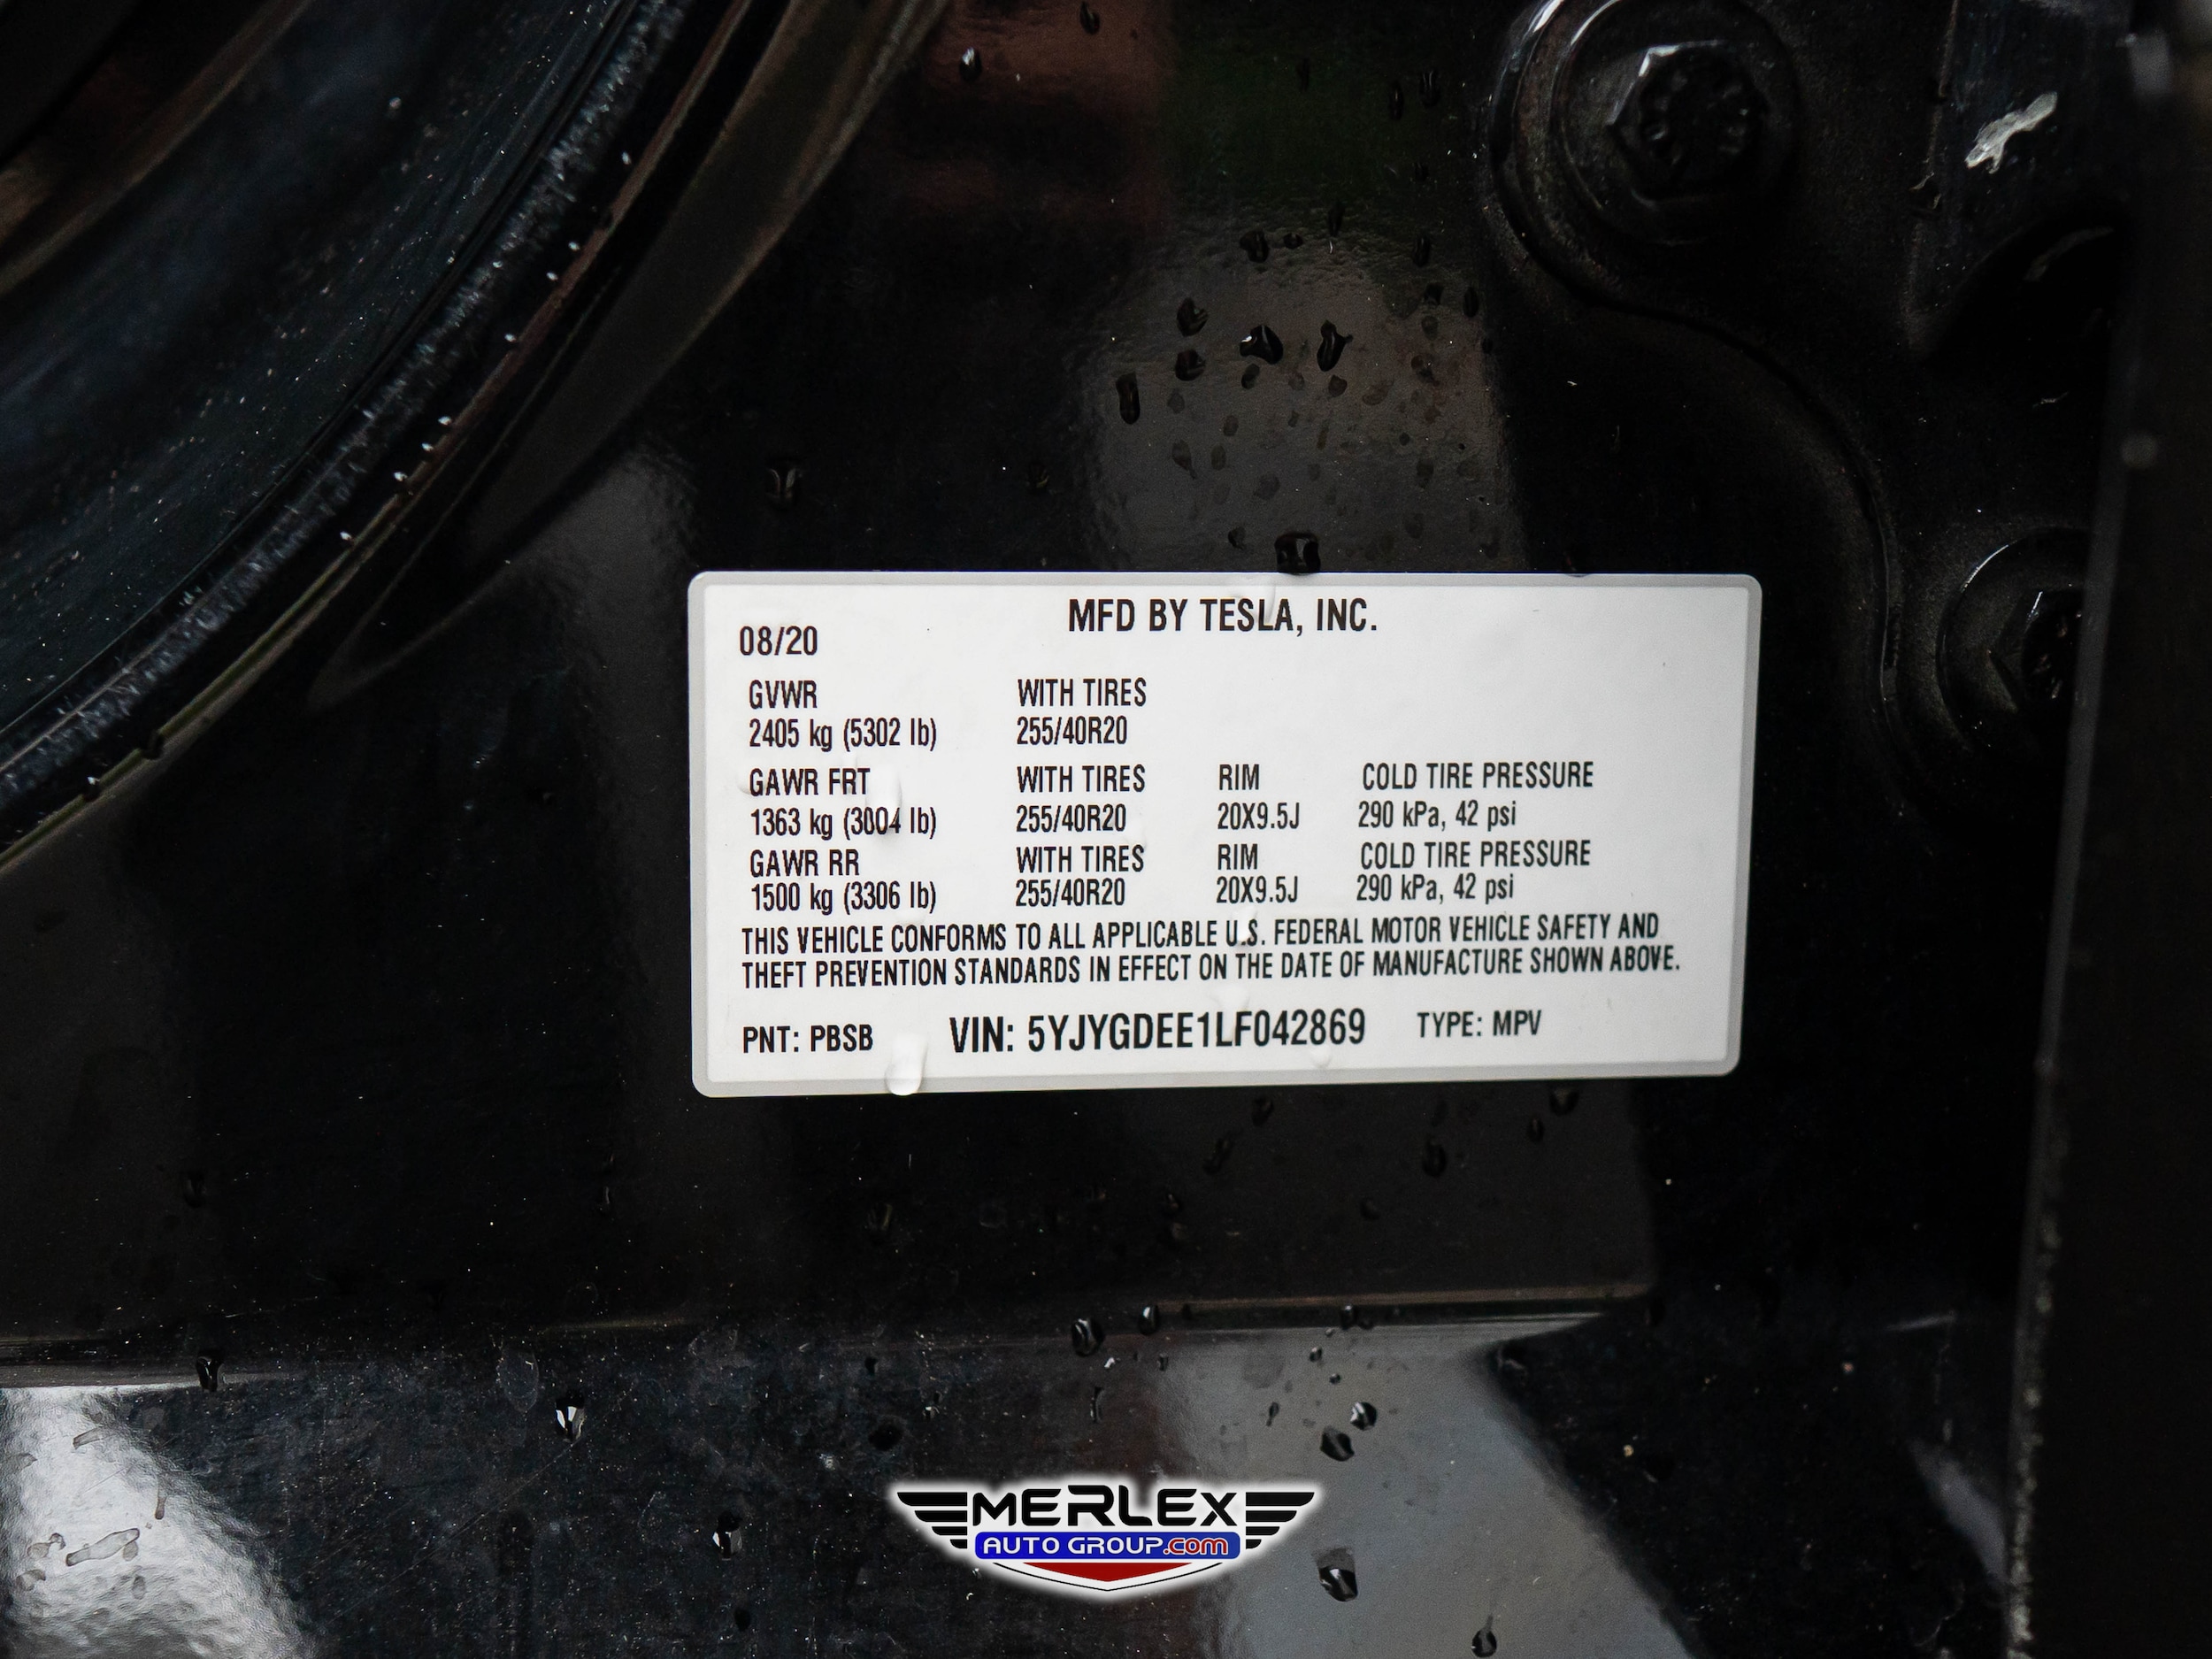 MFD BY TESLA, INC.
08/20
GVWR WITH TIRES
2405 kg (5302 lb) 255/40R20
GAWR FRT WITH TIRES RIM COLD TIRE PRESSURE
1363 kg (3004 lb) 255/40R20 20X9.5J 290 kPa, 42 psi
GAWR RR WITH TIRES RIM COLD TIRE PRESSURE
1500 kg (3306 lb) 255/40R20 20X9.5J 290 kPa, 42 psi
THIS VEHICLE CONFORMS TO ALL APPLICABLE U.S. FEDERAL MOTOR VEHICLE SAFETY AND
THEFT PREVENTION STANDARDS IN EFFECT ON THE DATE OF MANUFACTURE SHOWN ABOVE.
PNT: PBSB VIN: 5YJYGDEE1LF042869 TYPE: MPV
MERLEX
AUTO GROUP.com